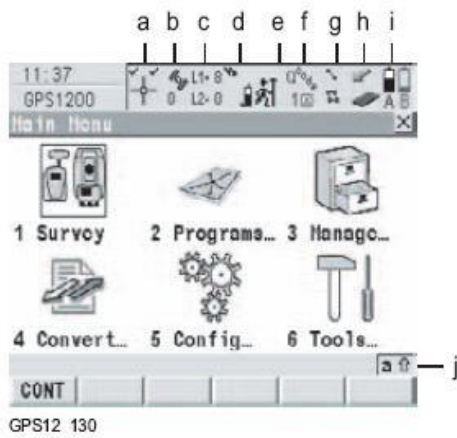 a b c d e f g h i
11:37 L1- 8
GPS1200 0 L2- 0 1 A B
Main Menu
1 Survey 2 Programs… 3 Manage…
4 Convert… 5 Config… 6 Tools…
a j
CONT
GPS12 130